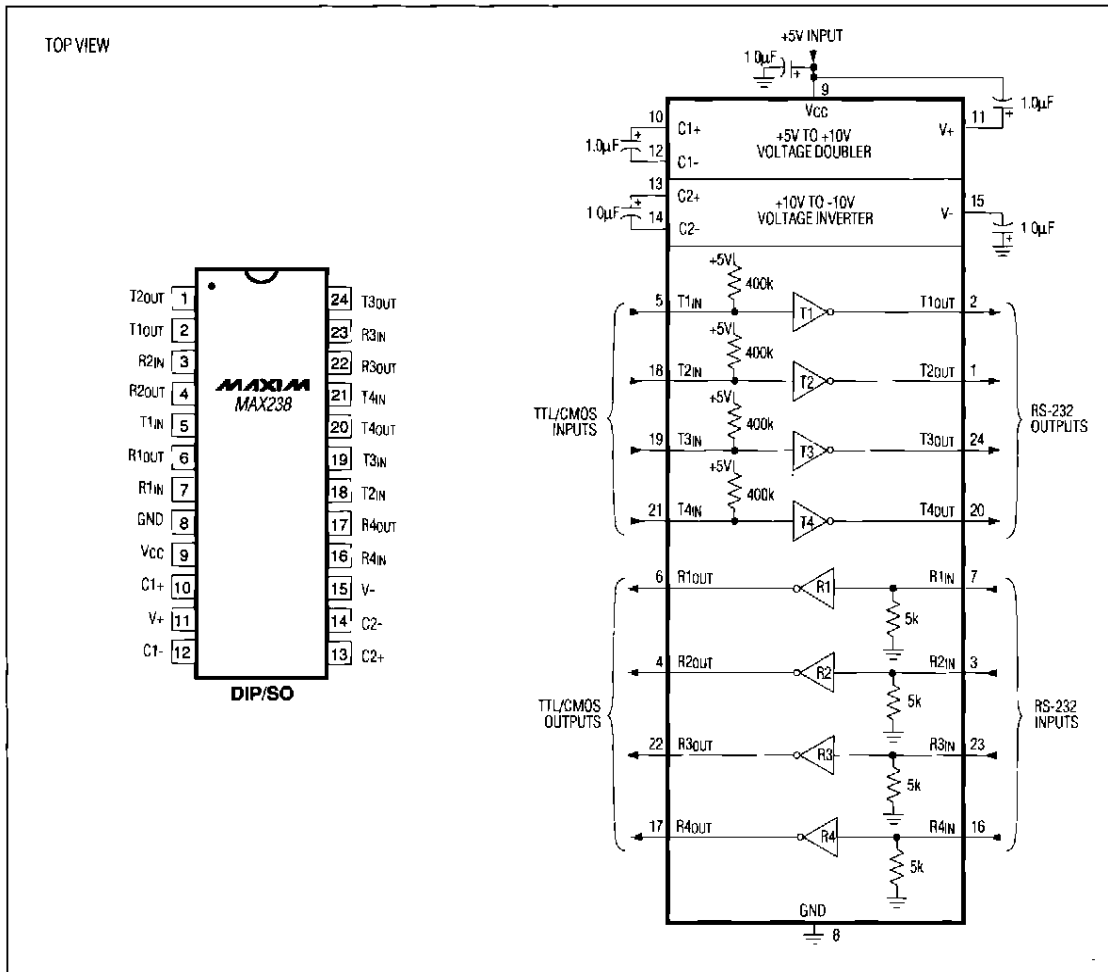 TOP VIEW
T2OUT 1
T1OUT 2
R2IN 3
R2OUT 4
T1IN 5
R1OUT 6
R1IN 7
GND 8
VCC 9
C1+ 10
V+ 11
C1- 12
MAXIM
MAX238
24 T3OUT
23 R3IN
22 R3OUT
21 T4IN
20 T4OUT
19 T3IN
18 T2IN
17 R4OUT
16 R4IN
15 V-
14 C2-
13 C2+
DIP/SO
+5V INPUT
1 0µF
+
9
VCC
+5V TO +10V
VOLTAGE DOUBLER
10 C1+
1.0µF +
12 C1-
V+ 11
1.0µF
+
13 C2+
1 0µF +
14 C2-
+10V TO -10V
VOLTAGE INVERTER
V- 15
1 0µF
+
+5V
400k
5 T1IN T1 T1OUT 2
+5V
400k
18 T2IN T2 T2OUT 1
TTL/CMOS
INPUTS
+5V
400k
19 T3IN T3 T3OUT 24
RS-232
OUTPUTS
+5V
400k
21 T4IN T4 T4OUT 20
6 R1OUT R1 R1IN 7
5k
4 R2OUT R2 R2IN 3
5k
TTL/CMOS
OUTPUTS
RS-232
INPUTS
22 R3OUT R3 R3IN 23
5k
17 R4OUT R4 R4IN 16
5k
GND
8